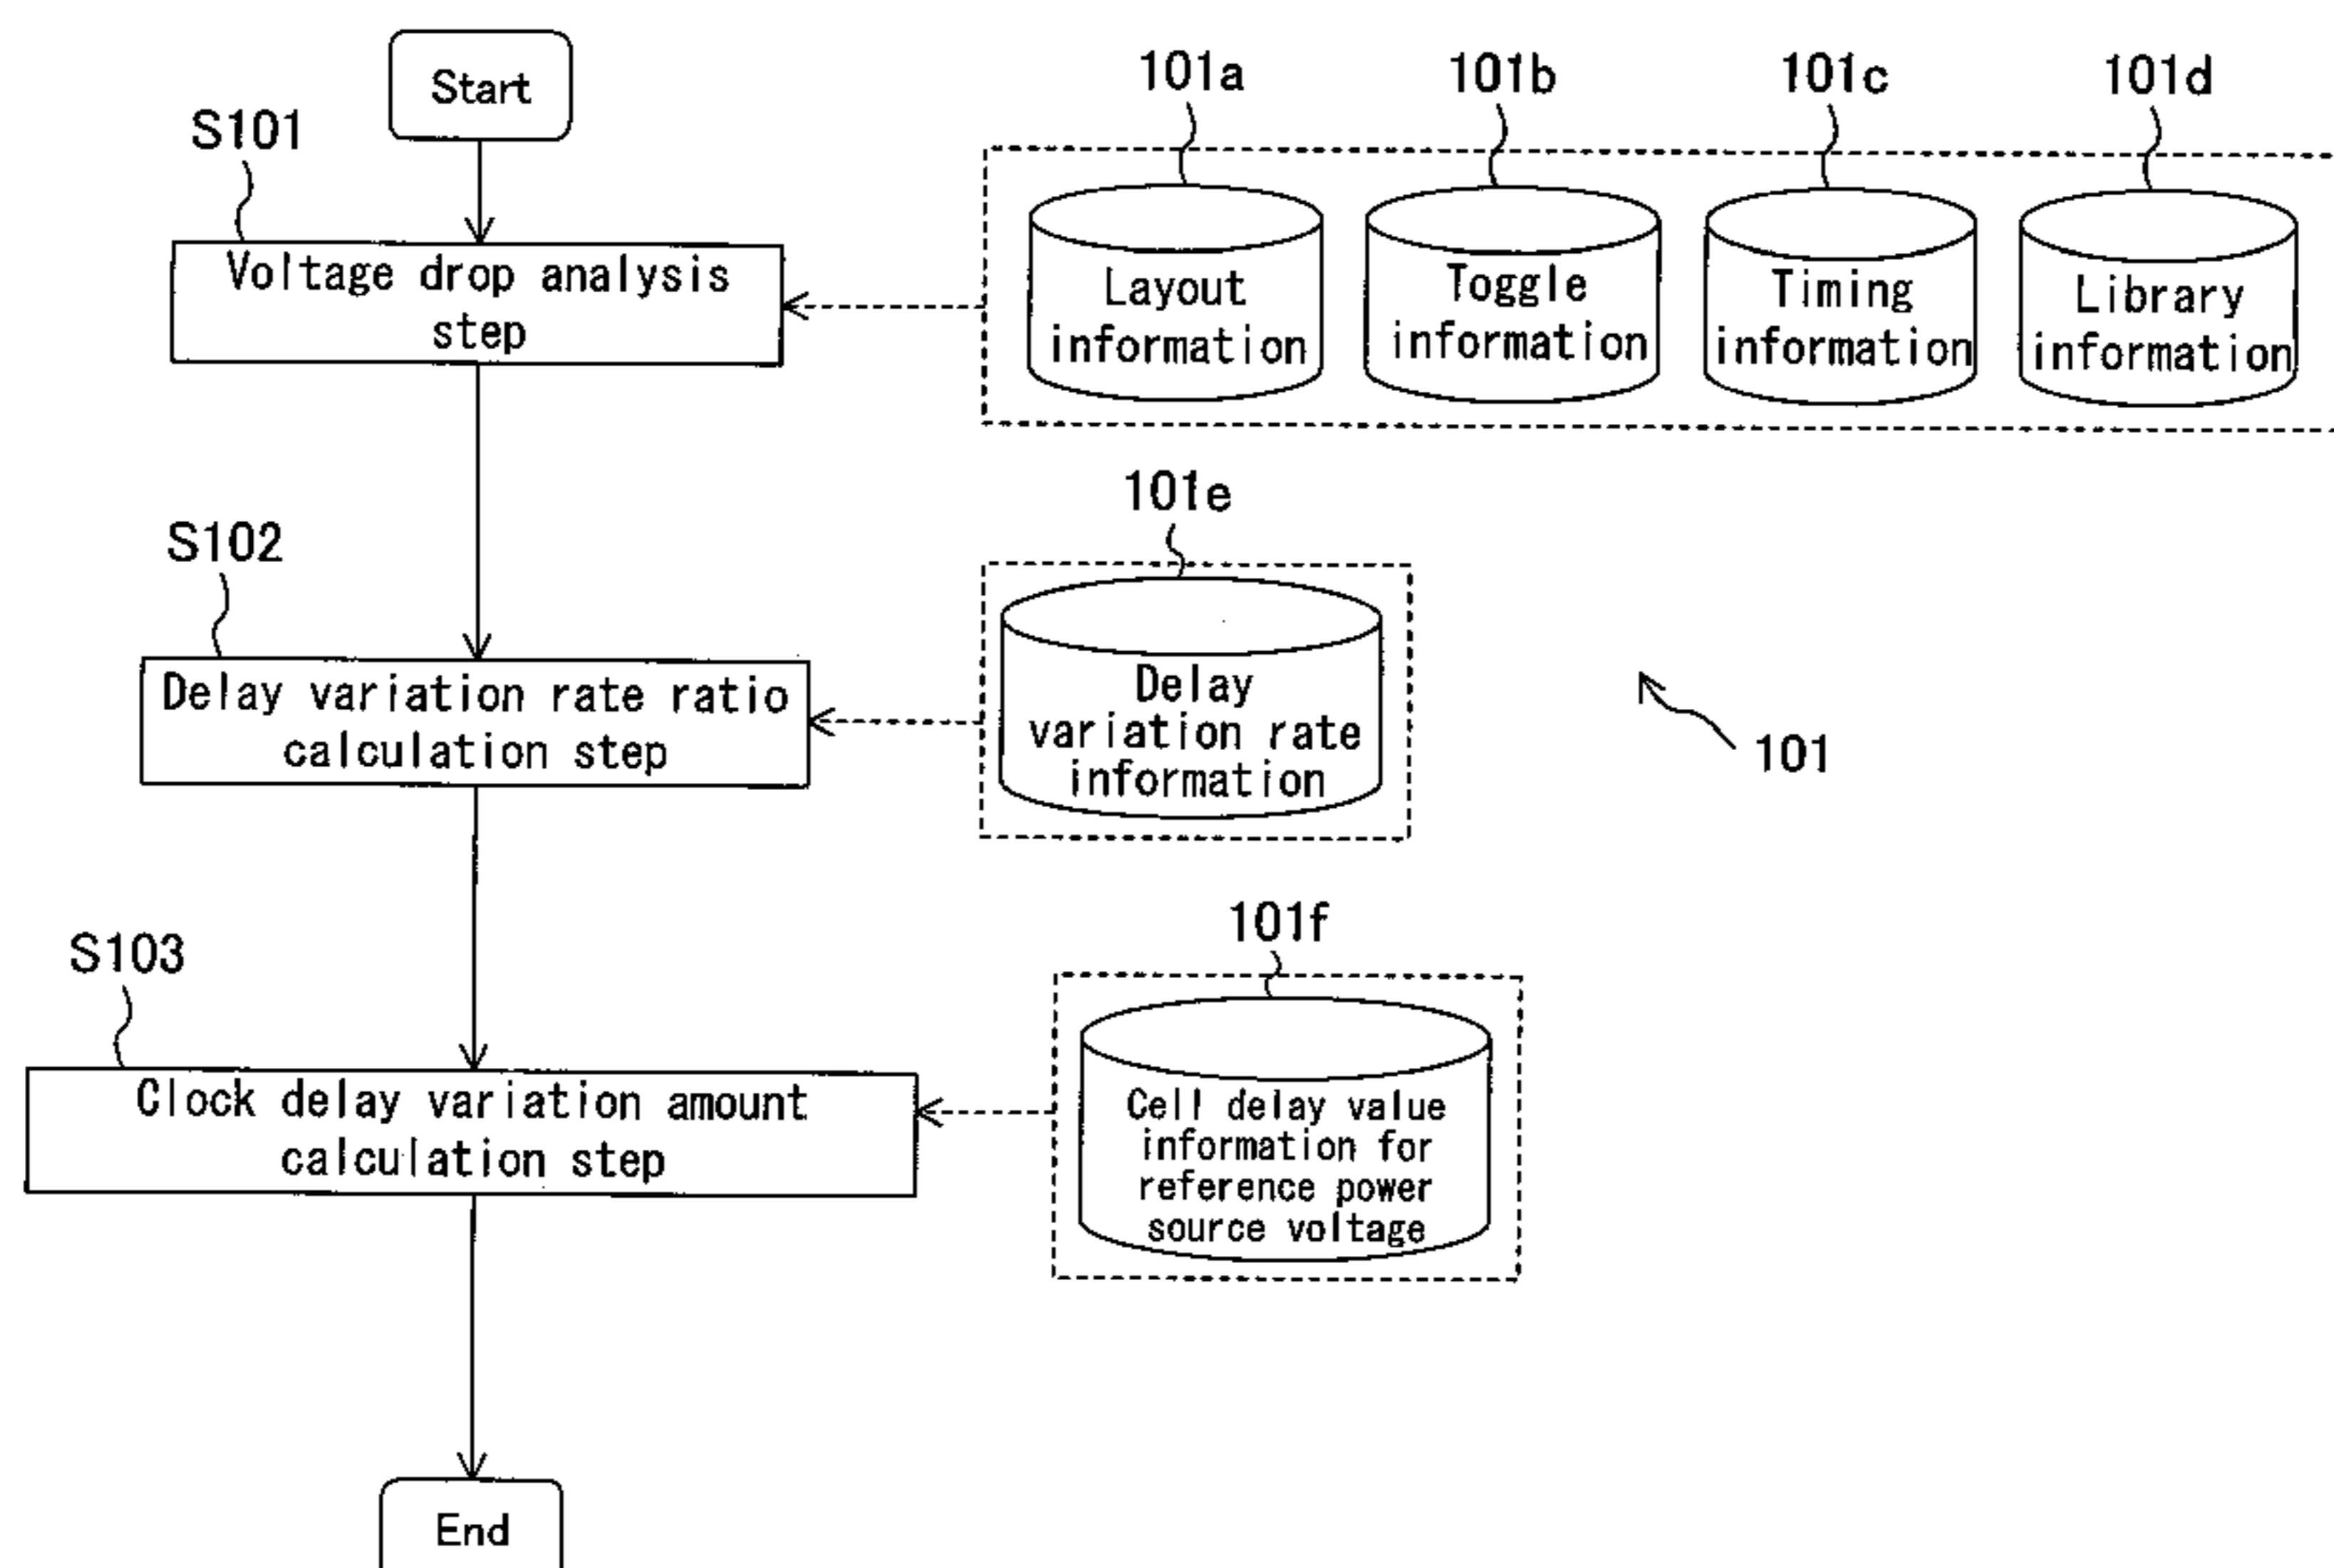 Start
101a
101b
101c
101d
S101
Voltage drop analysis
step
Layout
information
Toggle
information
Timing
information
Library
information
101e
S102
Delay variation rate ratio
calculation step
Delay
variation rate
information
101
101f
S103
Clock delay variation amount
calculation step
Cell delay value
information for
reference power
source voltage
End